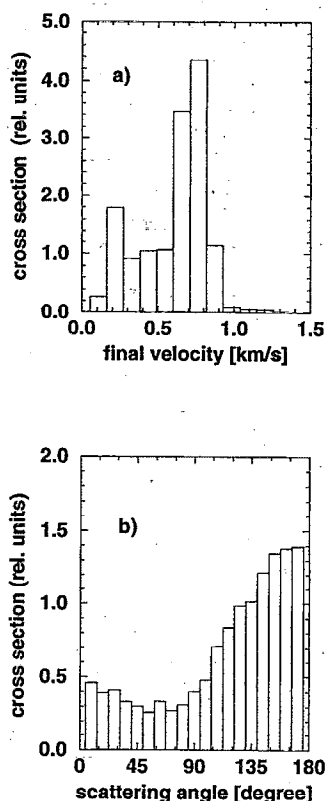 5.0
a)
4.0
3.0
2.0
1.0
0.0
cross section (rel. units)
0.0 0.5 1.0 1.5
final velocity [km/s]
2.0
b)
1.5
1.0
0.5
0.0
cross section (rel. units)
0 45 90 135 180
scattering angle [degree]